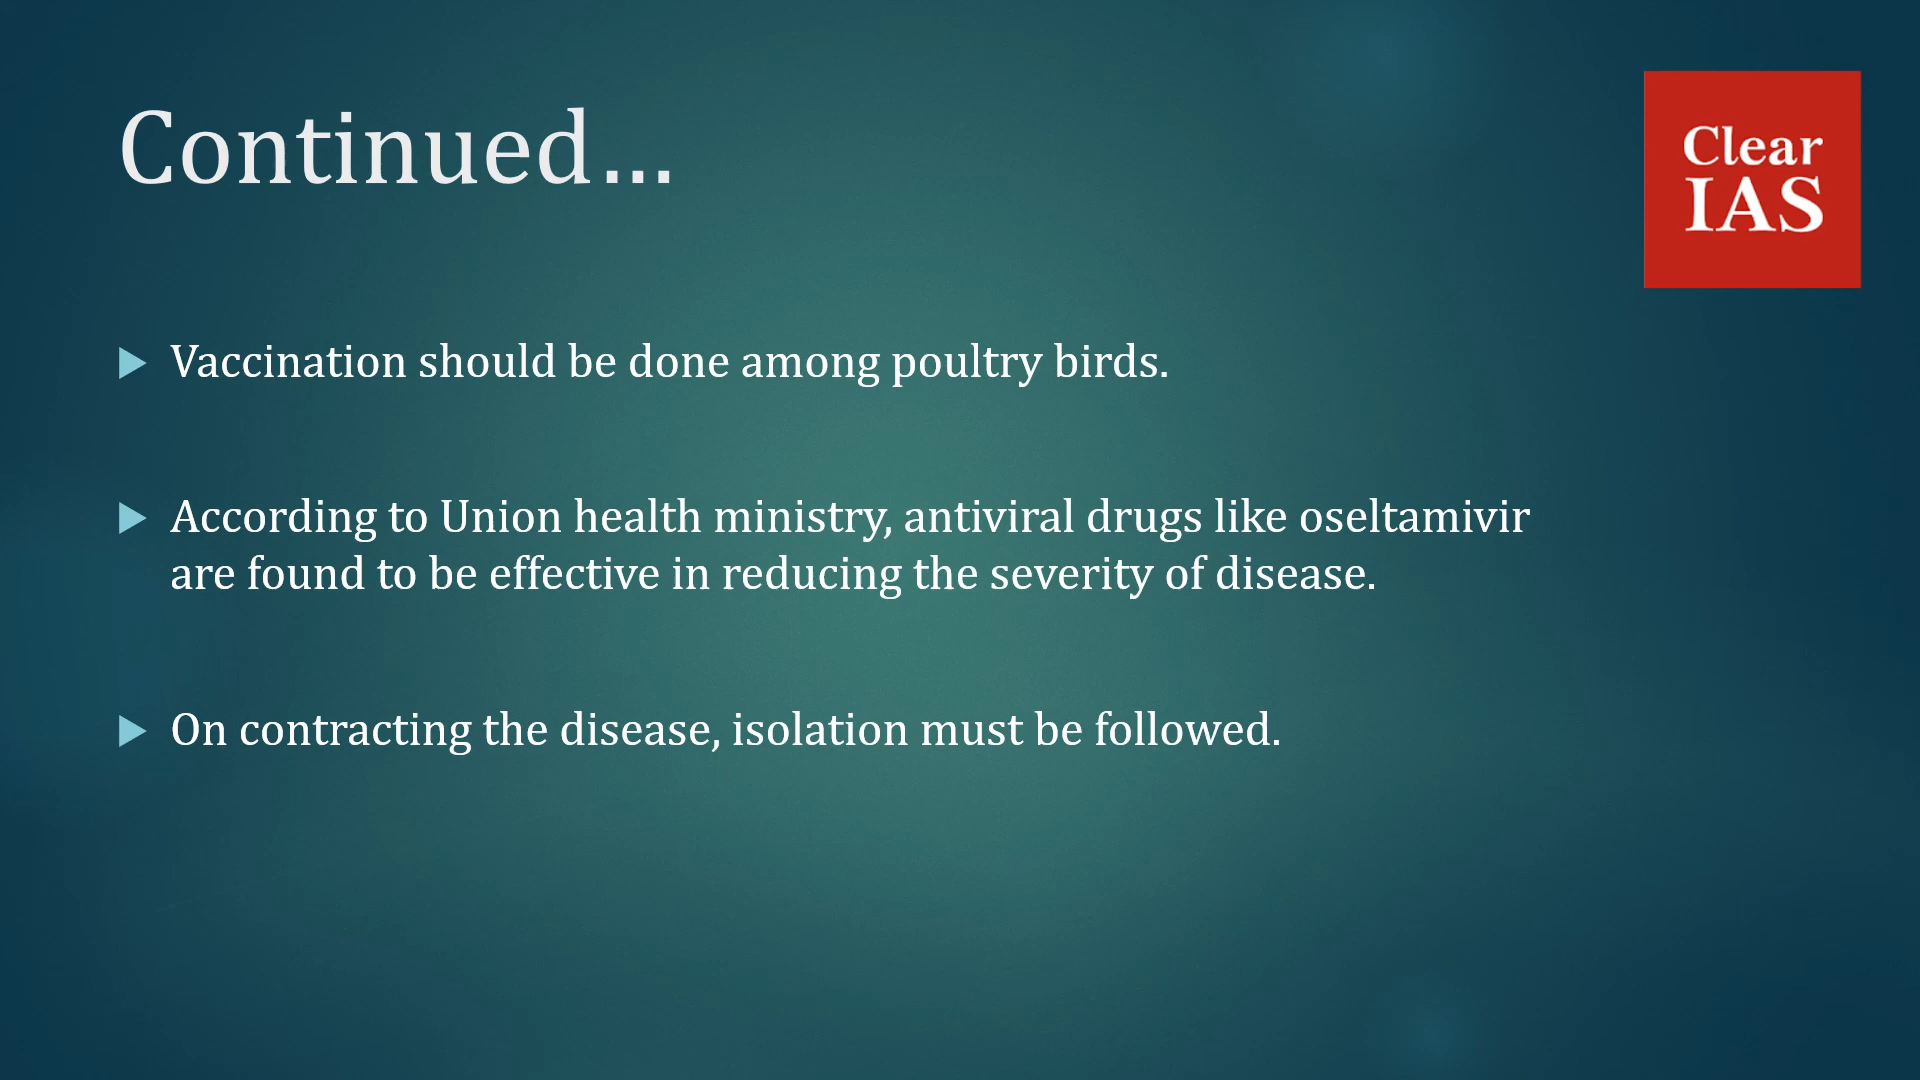 Continued...
Clear
IAS
Vaccination should be done among poultry birds.
According to Union health ministry, antiviral drugs like oseltamivir
are found to be effective in reducing the severity of disease.
On contracting the disease, isolation must be followed.